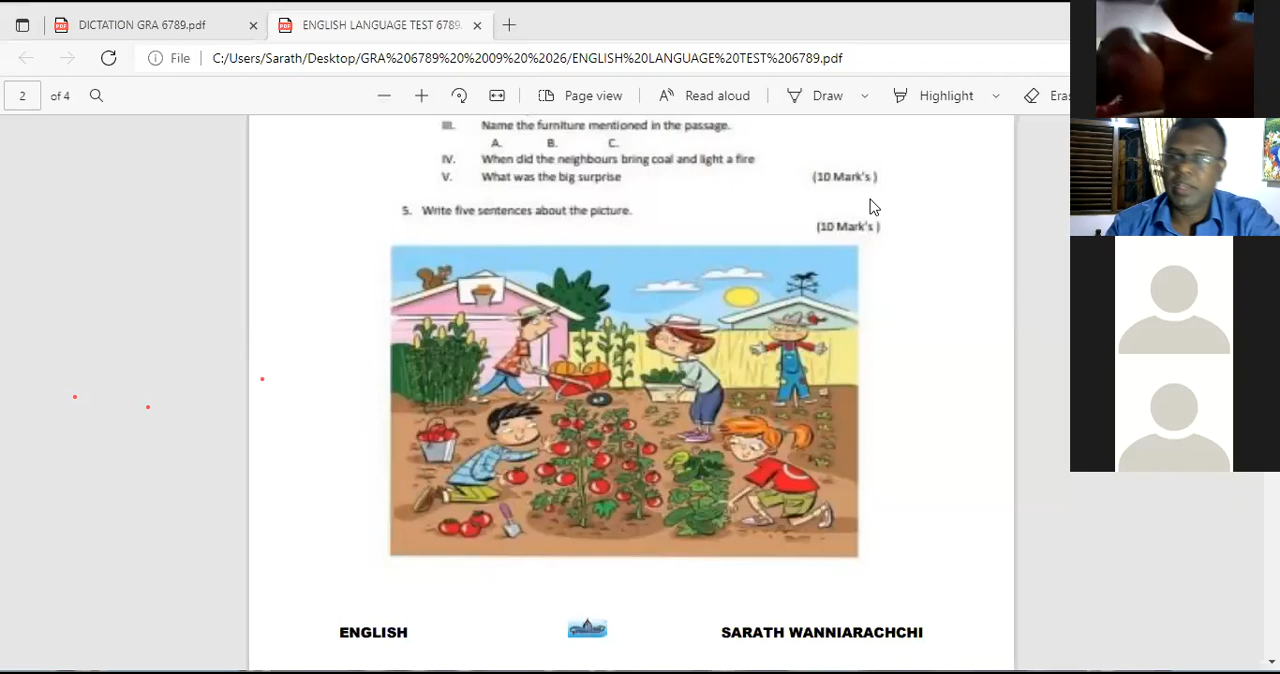 DICTATION GRA 6789.pdf
ENGLISH LANGUAGE TEST 6789.
File C:/Users/Sarath/Desktop/GRA%206789%20%2009%20%2026/ENGLISH%20LANGUAGE%20TEST%206789.pdf
2 of 4 Page view Read aloud Draw Highlight Eras
III. Name the furniture mentioned in the passage.
A. B. C.
IV. When did the neighbours bring coal and light a fire
V. What was the big surprise (10 Mark's )
5. Write five sentences about the picture.
(10 Mark's )
ENGLISH SARATH WANNIARACHCHI